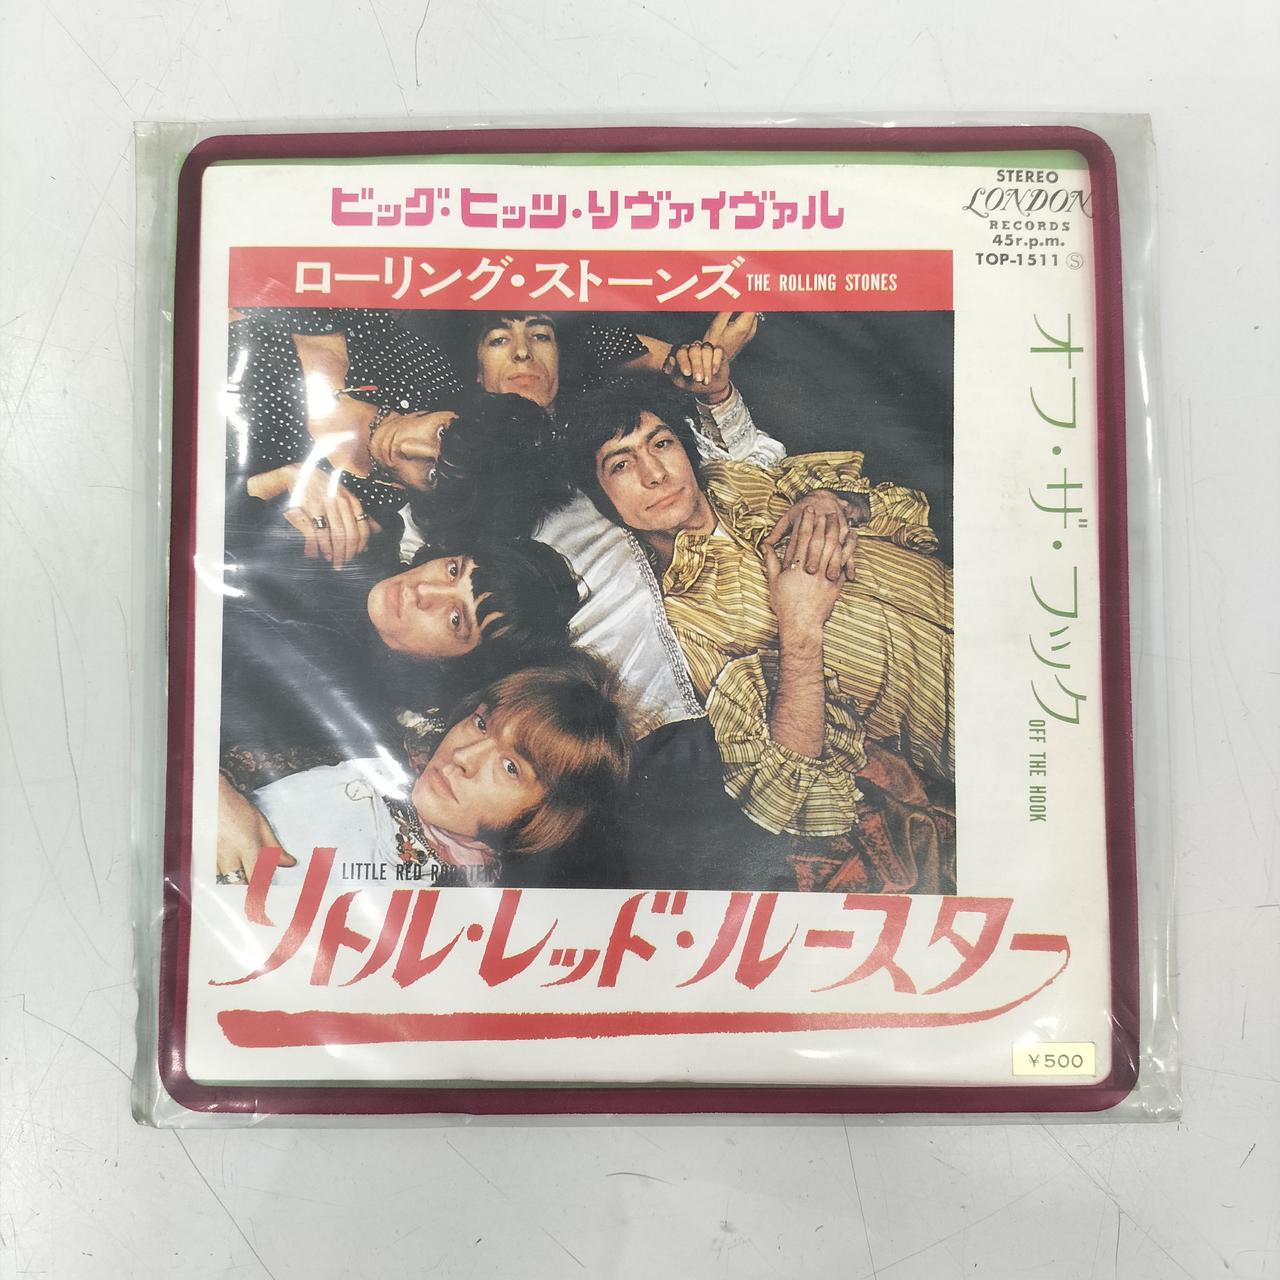 ビッグ・ヒッツ・リヴァイヴァル
STEREO
LONDON
RECORDS
45r.p.m.
TOP-1511 Ⓢ
ローリング・ストーンズ THE ROLLING STONES
オフ・ザ・フック OFF THE HOOK
LITTLE RED ROOSTER
リトル・レッド・ルースター
¥500